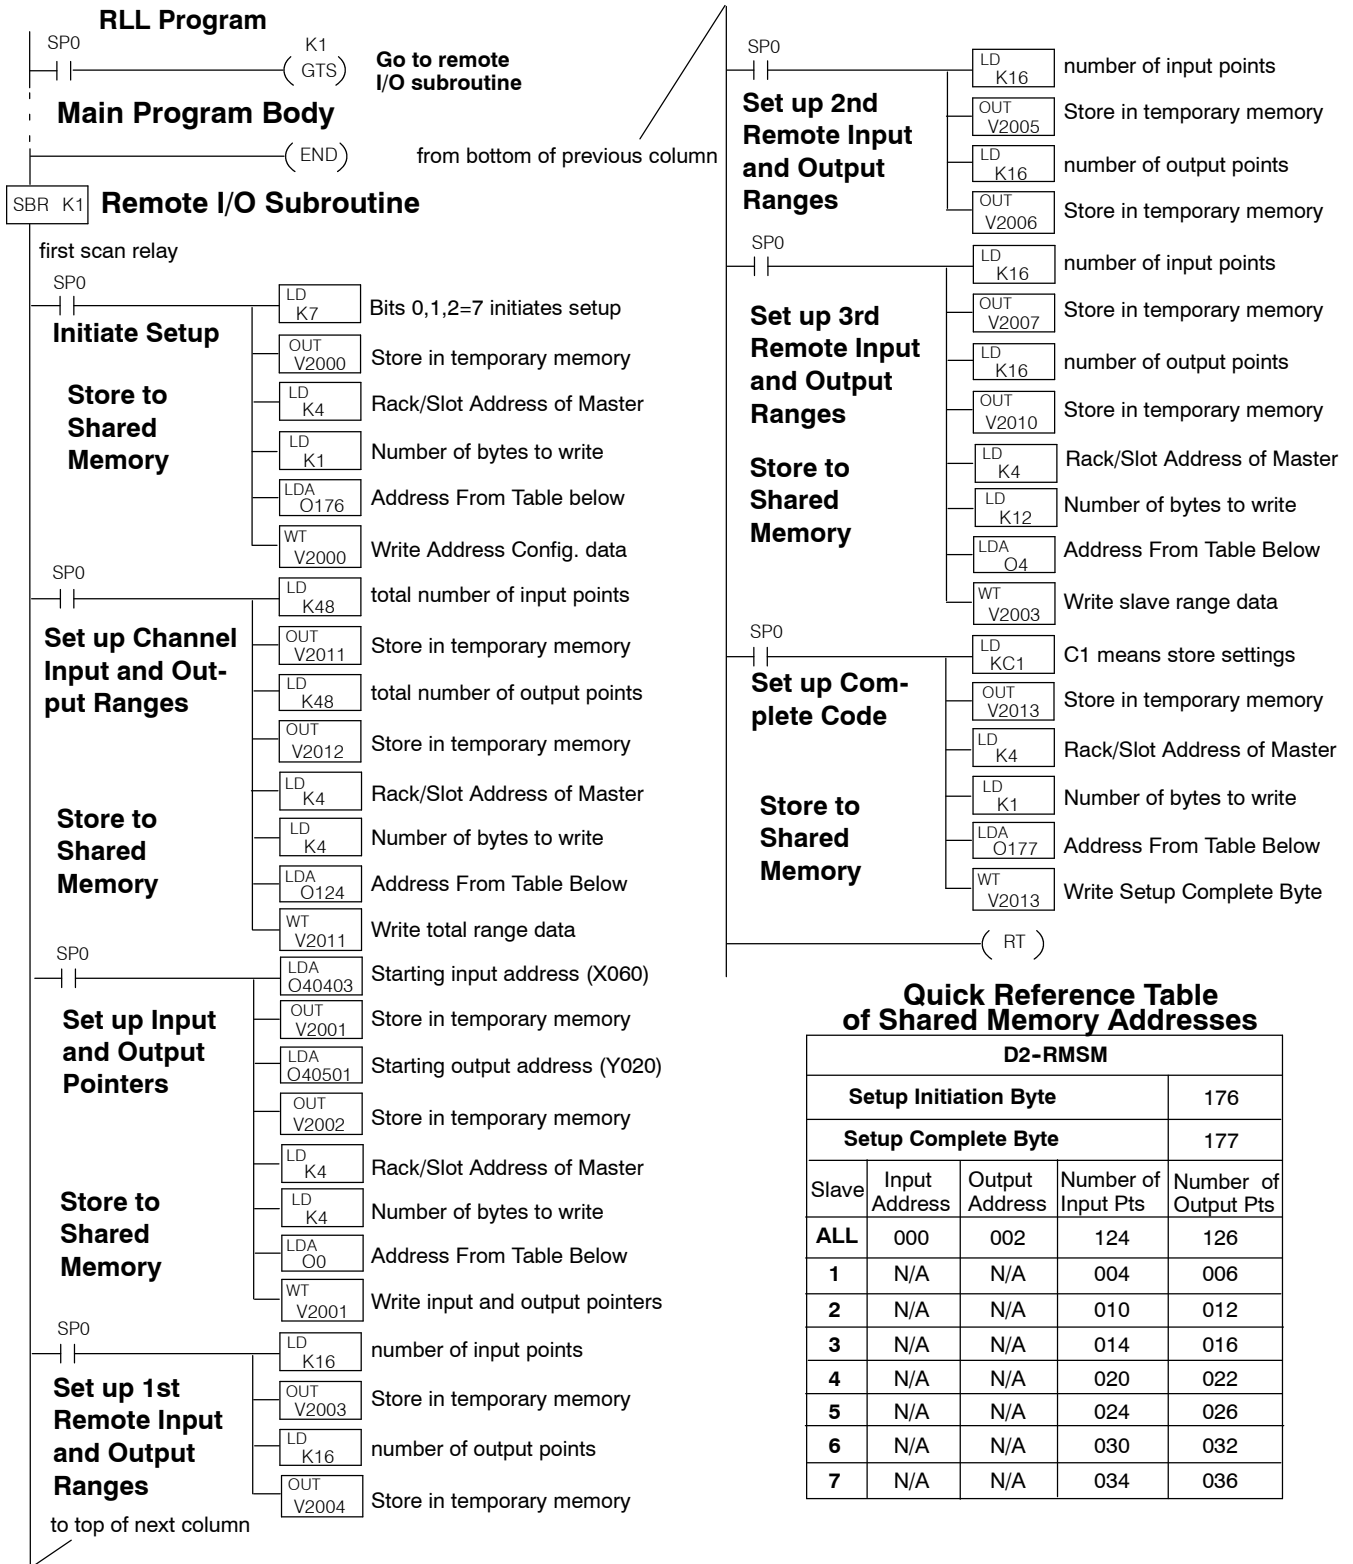 RLL Program
SP0
K1
GTS
Go to remote
I/O subroutine
Main Program Body
END
SBR K1
Remote I/O Subroutine
first scan relay
SP0
Initiate Setup
LD
K7
Bits 0,1,2=7 initiates setup
OUT
V2000
Store in temporary memory
Store to
Shared
Memory
LD
K4
Rack/Slot Address of Master
LD
K1
Number of bytes to write
LDA
O176
Address From Table below
WT
V2000
Write Address Config. data
SP0
Set up Channel
Input and Out-
put Ranges
LD
K48
total number of input points
OUT
V2011
Store in temporary memory
LD
K48
total number of output points
OUT
V2012
Store in temporary memory
Store to
Shared
Memory
LD
K4
Rack/Slot Address of Master
LD
K4
Number of bytes to write
LDA
O124
Address From Table Below
WT
V2011
Write total range data
SP0
Set up Input
and Output
Pointers
LDA
O40403
Starting input address (X060)
OUT
V2001
Store in temporary memory
LDA
O40501
Starting output address (Y020)
OUT
V2002
Store in temporary memory
Store to
Shared
Memory
LD
K4
Rack/Slot Address of Master
LD
K4
Number of bytes to write
LDA
O0
Address From Table Below
WT
V2001
Write input and output pointers
SP0
Set up 1st
Remote Input
and Output
Ranges
LD
K16
number of input points
OUT
V2003
Store in temporary memory
LD
K16
number of output points
OUT
V2004
Store in temporary memory
to top of next column
from bottom of previous column
SP0
Set up 2nd
Remote Input
and Output
Ranges
LD
K16
number of input points
OUT
V2005
Store in temporary memory
LD
K16
number of output points
OUT
V2006
Store in temporary memory
SP0
Set up 3rd
Remote Input
and Output
Ranges
LD
K16
number of input points
OUT
V2007
Store in temporary memory
LD
K16
number of output points
OUT
V2010
Store in temporary memory
Store to
Shared
Memory
LD
K4
Rack/Slot Address of Master
LD
K12
Number of bytes to write
LDA
O4
Address From Table Below
WT
V2003
Write slave range data
SP0
Set up Com-
plete Code
LD
KC1
C1 means store settings
OUT
V2013
Store in temporary memory
LD
K4
Rack/Slot Address of Master
Store to
Shared
Memory
LD
K1
Number of bytes to write
LDA
O177
Address From Table Below
WT
V2013
Write Setup Complete Byte
RT
Quick Reference Table
of Shared Memory Addresses
D2-RMSM
Setup Initiation Byte 176
Setup Complete Byte 177
Slave Input Address Output Address Number of Input Pts Number of Output Pts
ALL 000 002 124 126
1 N/A N/A 004 006
2 N/A N/A 010 012
3 N/A N/A 014 016
4 N/A N/A 020 022
5 N/A N/A 024 026
6 N/A N/A 030 032
7 N/A N/A 034 036